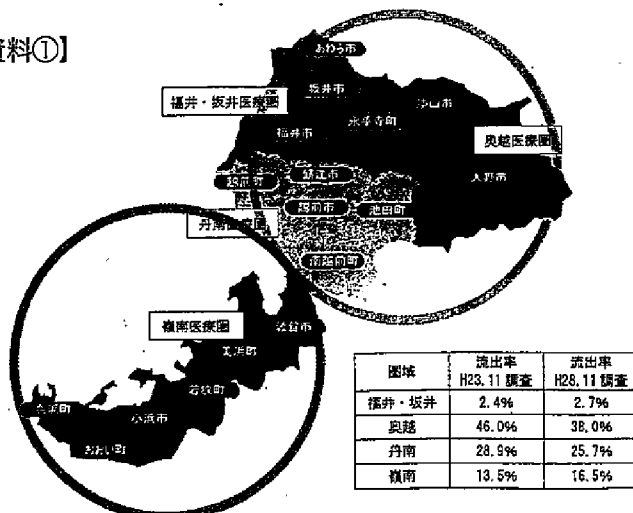 資料①】
あわら市
坂井市
福井・坂井医療圏
永平寺町
勝山市
福井市
奥越医療圏
越前町
鯖江市
大野市
越前市
池田町
丹南医療圏
南越前町
嶺南医療圏
敦賀市
美浜町
若狭町
高浜町
小浜市
おおい町
圏域 流出率 H23.11 調査 流出率 H28.11 調査
福井・坂井 2.4% 2.7%
奥越 46.0% 38.0%
丹南 28.9% 25.7%
嶺南 13.5% 16.5%